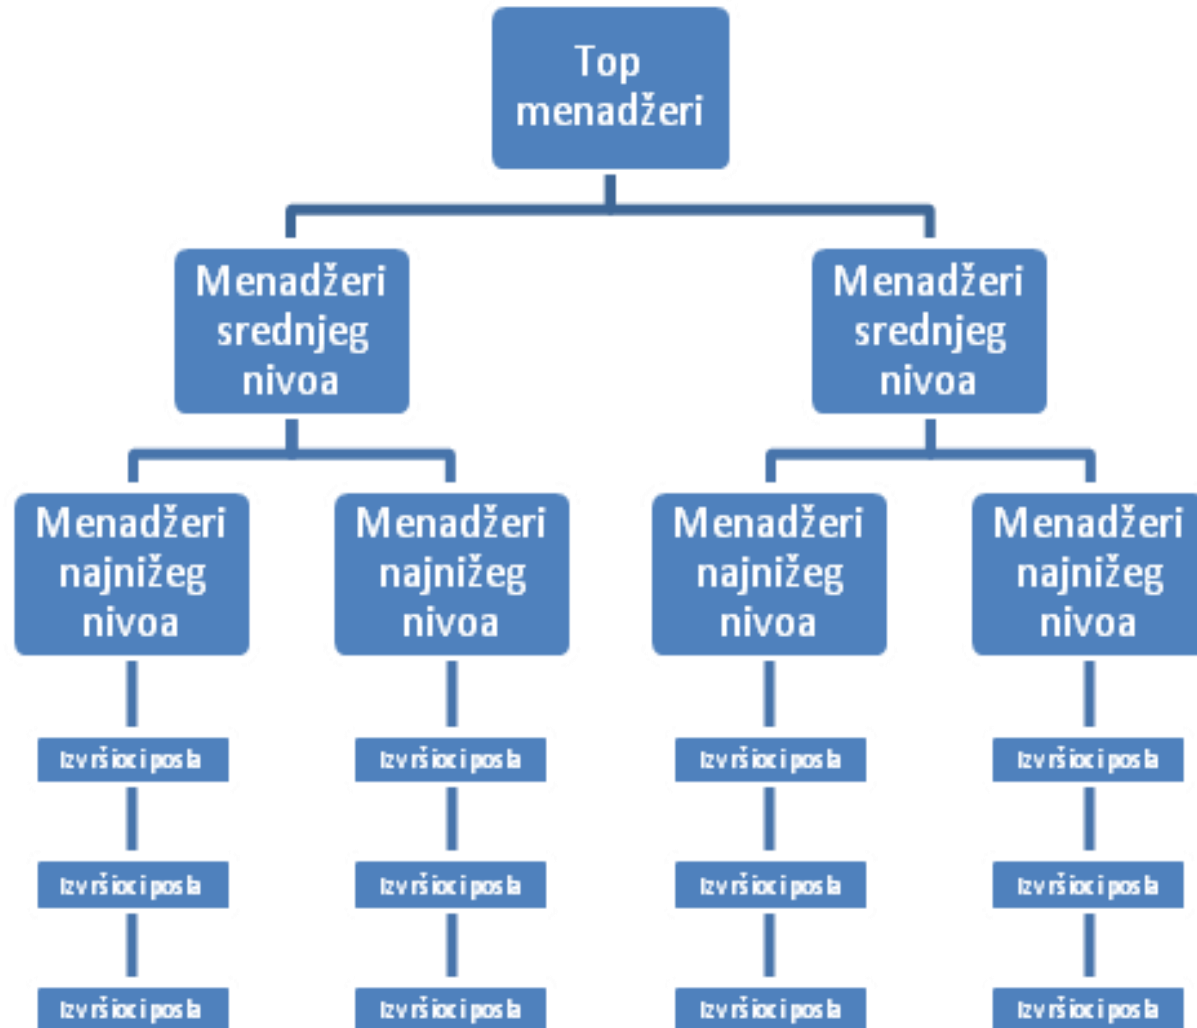 Top
menadžeri
Menadžeri
srednjeg
nivoa
Menadžeri
srednjeg
nivoa
Menadžeri
najnižeg
nivoa
Menadžeri
najnižeg
nivoa
Menadžeri
najnižeg
nivoa
Menadžeri
najnižeg
nivoa
Izvršioci posla
Izvršioci posla
Izvršioci posla
Izvršioci posla
Izvršioci posla
Izvršioci posla
Izvršioci posla
Izvršioci posla
Izvršioci posla
Izvršioci posla
Izvršioci posla
Izvršioci posla